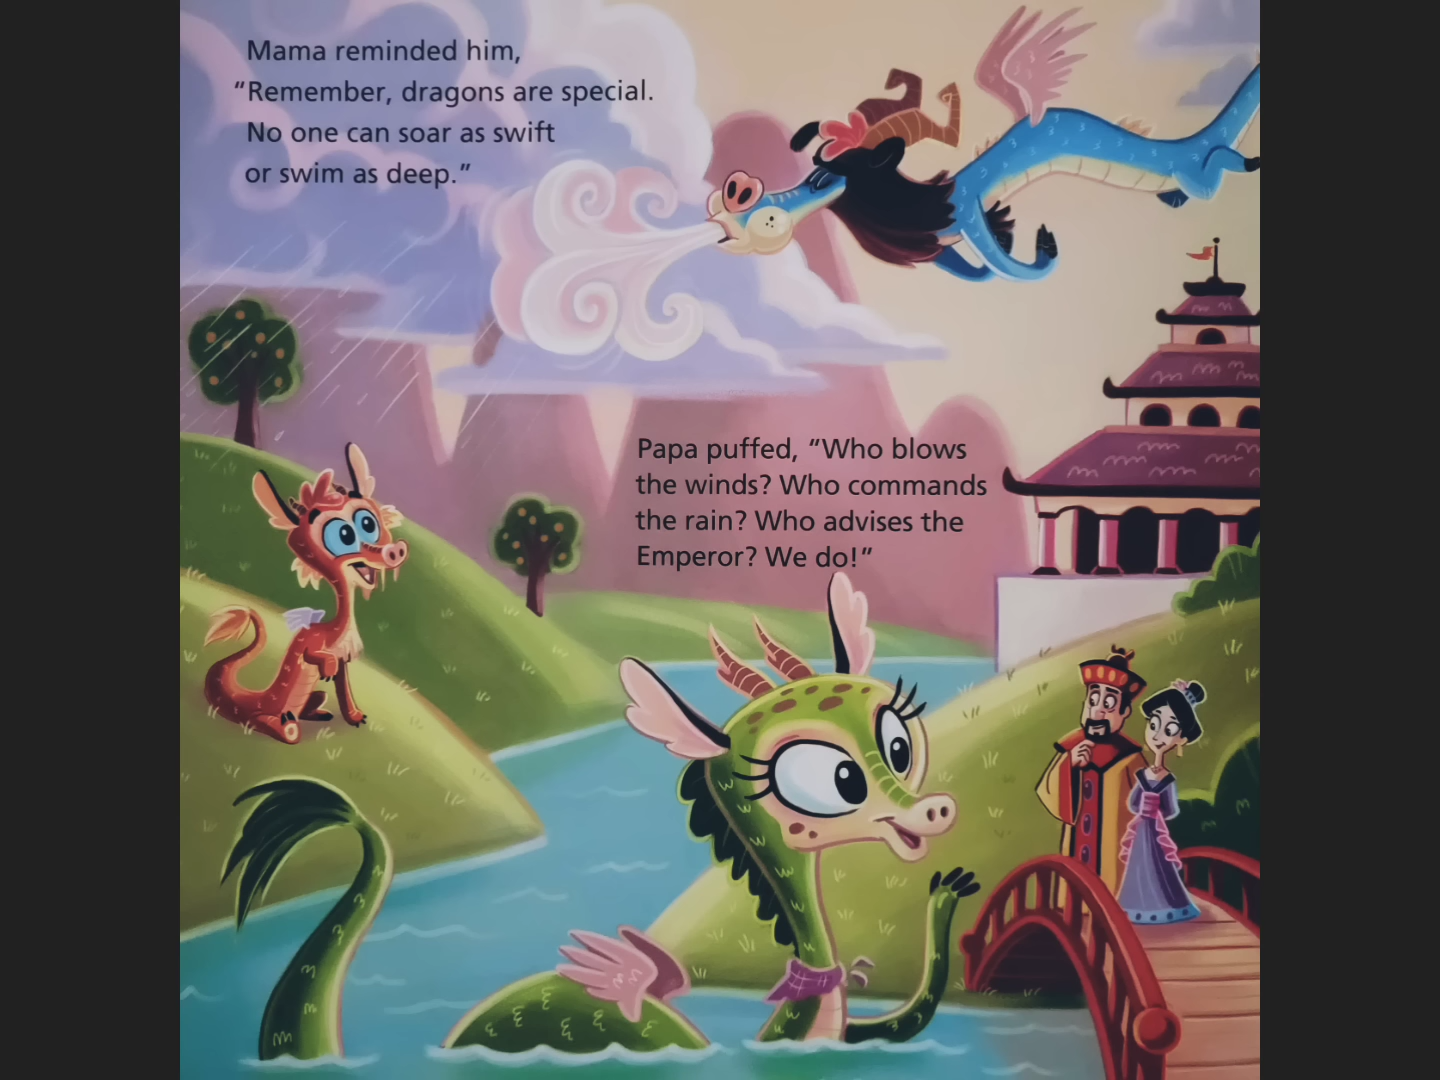 Mama reminded him,
“Remember, dragons are special.
No one can soar as swift
or swim as deep.”
Papa puffed, “Who blows
the winds? Who commands
the rain? Who advises the
Emperor? We do!”